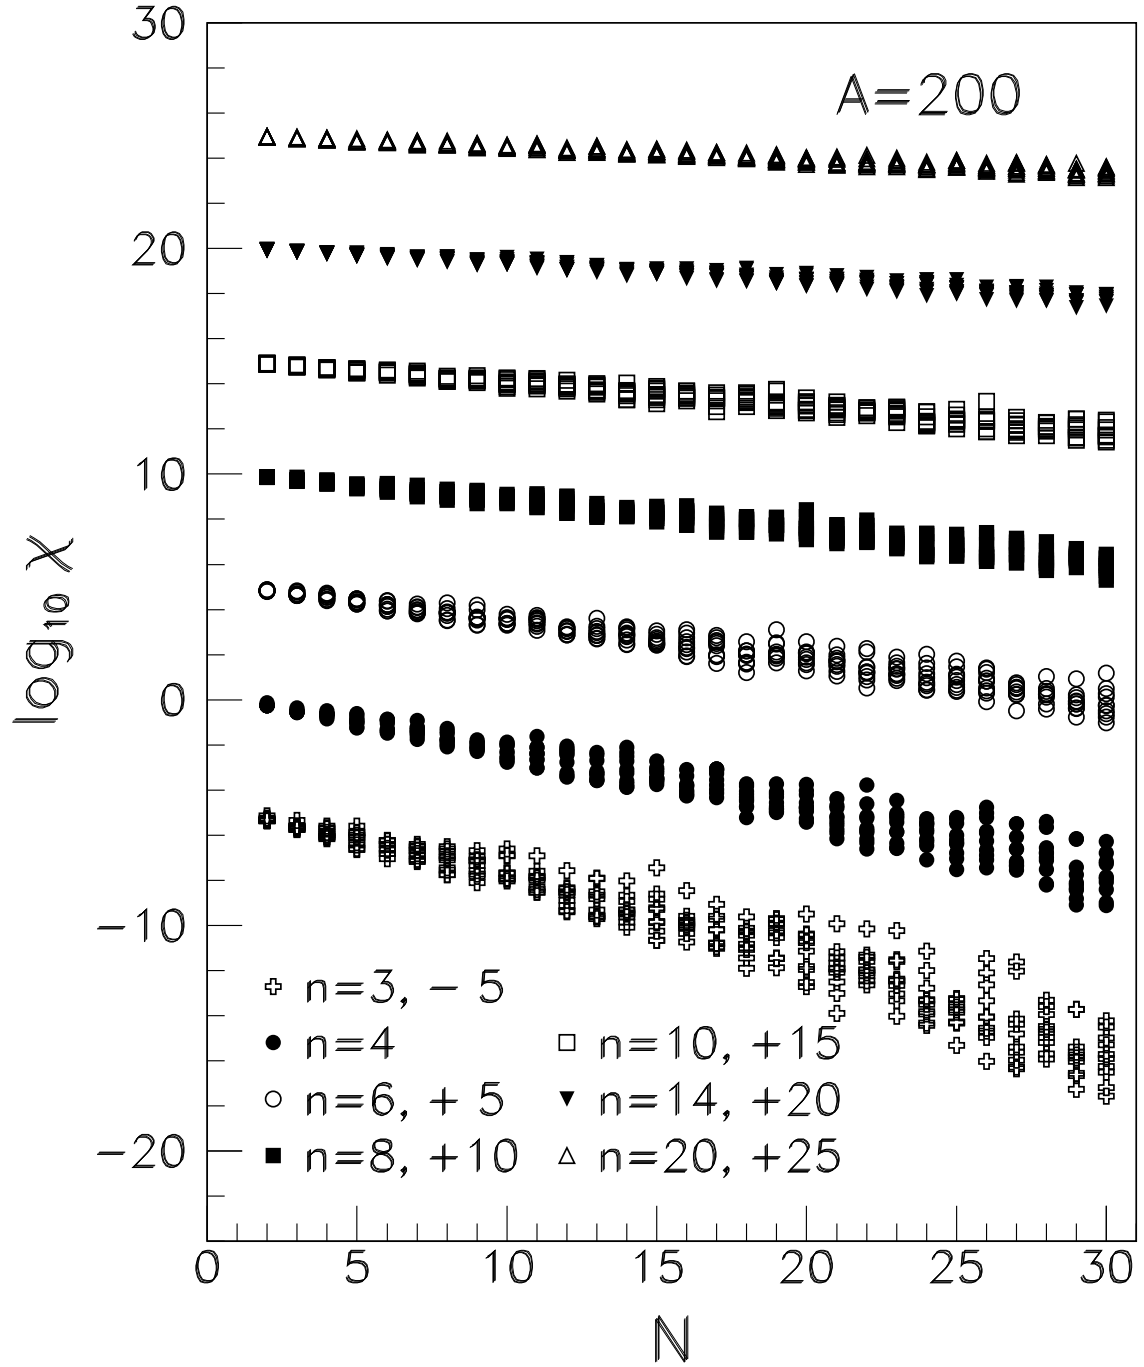 30
A=200
20
10
log₁₀ χ
0
−10
n=3, − 5
n=4
n=10, +15
n=6, + 5
n=14, +20
−20
n=8, +10
n=20, +25
0 5 10 15 20 25 30
N